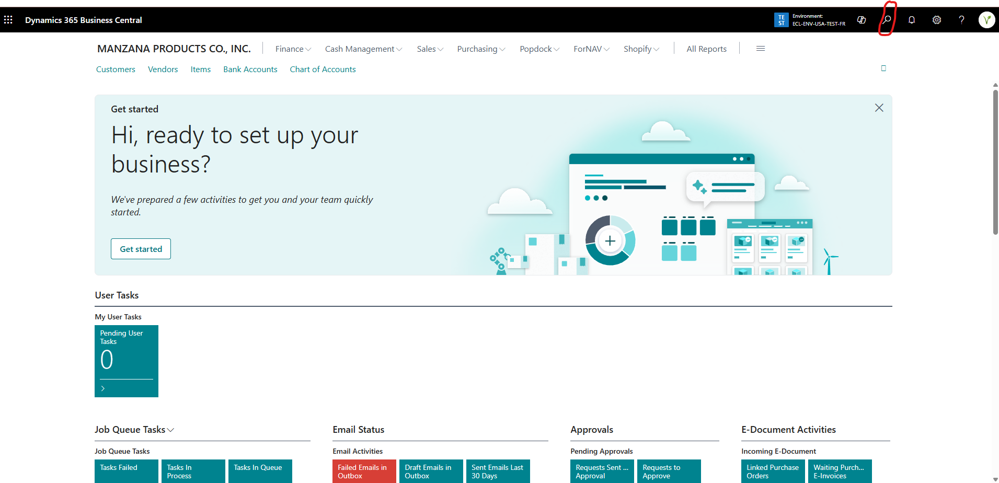 Dynamics 365 Business Central
TE
ST
Environment:
ECL-ENV-USA-TEST-FR
?
MANZANA PRODUCTS CO., INC.
Finance
Cash Management
Sales
Purchasing
Popdock
ForNAV
Shopify
All Reports
Customers
Vendors
Items
Bank Accounts
Chart of Accounts
Get started
Hi, ready to set up your
business?
We've prepared a few activities to get you and your team quickly
started.
Get started
User Tasks
My User Tasks
Pending User
Tasks
0
Job Queue Tasks
Job Queue Tasks
Tasks Failed
Tasks In
Process
Tasks In Queue
Email Status
Email Activities
Failed Emails in
Outbox
Draft Emails in
Outbox
Sent Emails Last
30 Days
Approvals
Pending Approvals
Requests Sent ...
Approval
Requests to
Approve
E-Document Activities
Incoming E-Document
Linked Purchase
Orders
Waiting Purch...
E-Invoices